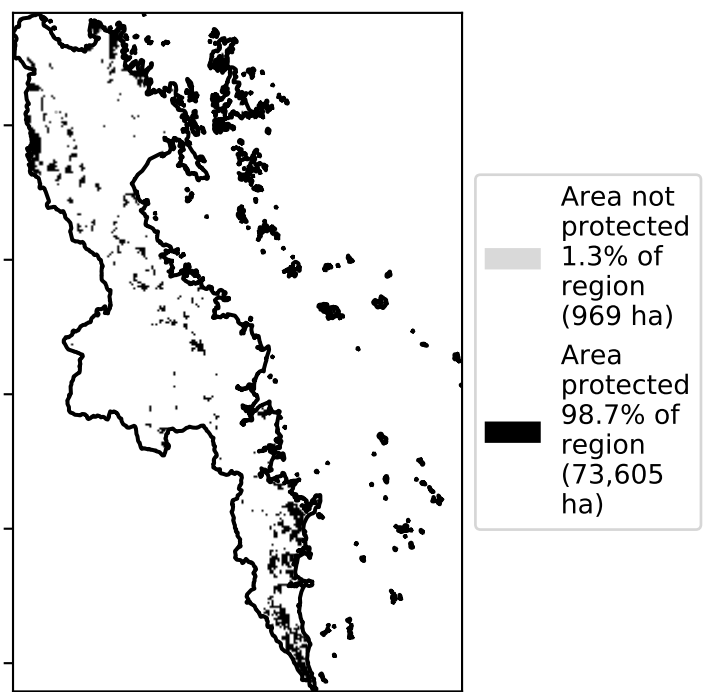 Area not
protected
1.3% of
region
(969 ha)
Area
protected
98.7% of
region
(73,605
ha)